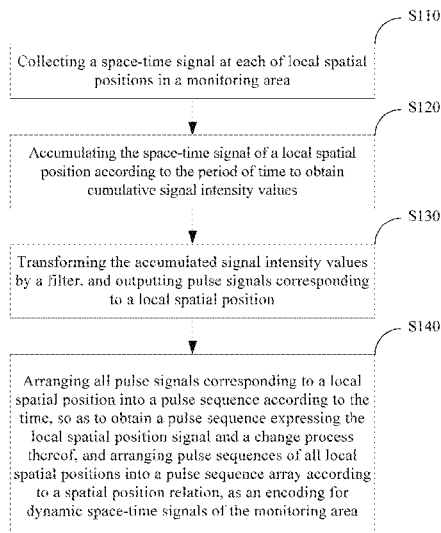 S110
Collecting a space-time signal at each of local spatial
positions in a monitoring area
S120
Accumulating the space-time signal of a local spatial
position according to the period of time to obtain
cumulative signal intensity values
S130
Transforming the accumulated signal intensity values
by a filter, and outputting pulse signals corresponding
to a local spatial position
S140
Arranging all pulse signals corresponding to a local
spatial position into a pulse sequence according to the
time, so as to obtain a pulse sequence expressing the
local spatial position signal and a change process
thereof, and arranging pulse sequences of all local
spatial positions into a pulse sequence array according
to a spatial position relation, as an encoding for
dynamic space-time signals of the monitoring area